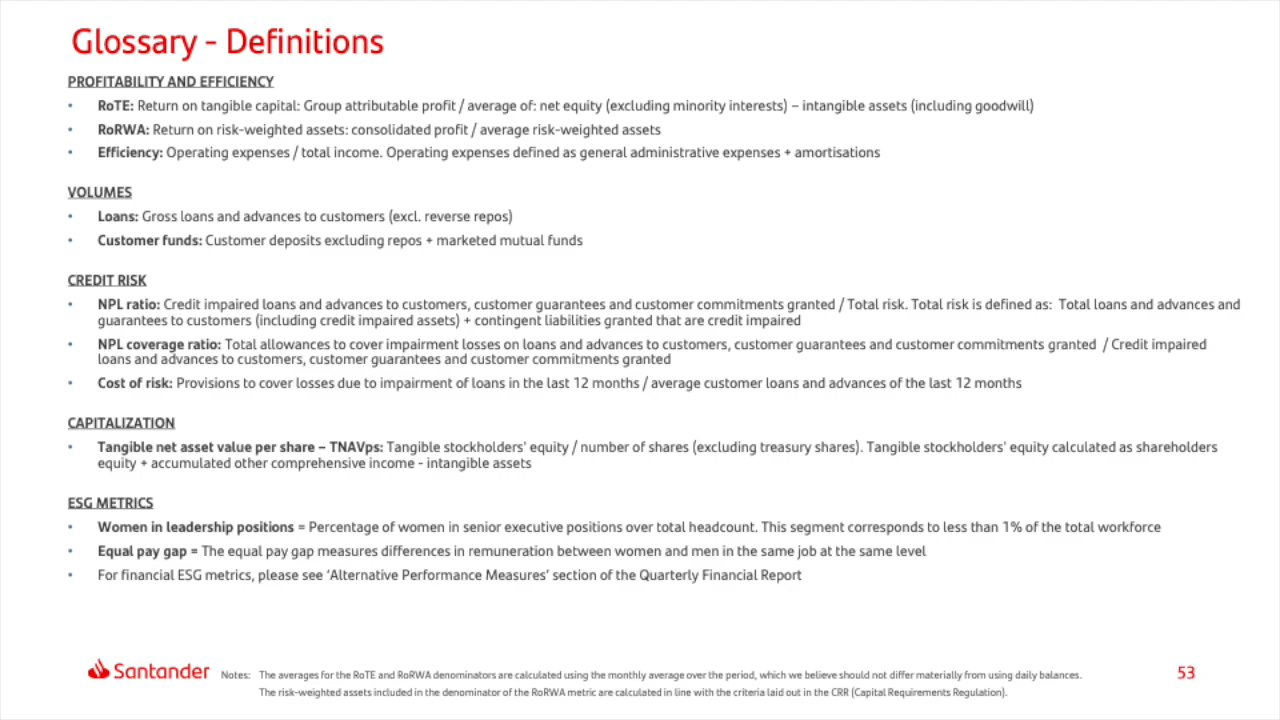 Glossary - Definitions
PROFITABILITY AND EFFICIENCY
• RoTE: Return on tangible capital: Group attributable profit / average of: net equity (excluding minority interests) – intangible assets (including goodwill)
• RoRWA: Return on risk-weighted assets: consolidated profit / average risk-weighted assets
• Efficiency: Operating expenses / total income. Operating expenses defined as general administrative expenses + amortisations
VOLUMES
• Loans: Gross loans and advances to customers (excl. reverse repos)
• Customer funds: Customer deposits excluding repos + marketed mutual funds
CREDIT RISK
• NPL ratio: Credit impaired loans and advances to customers, customer guarantees and customer commitments granted / Total risk. Total risk is defined as: Total loans and advances and
guarantees to customers (including credit impaired assets) + contingent liabilities granted that are credit impaired
• NPL coverage ratio: Total allowances to cover impairment losses on loans and advances to customers, customer guarantees and customer commitments granted / Credit impaired
loans and advances to customers, customer guarantees and customer commitments granted
• Cost of risk: Provisions to cover losses due to impairment of loans in the last 12 months / average customer loans and advances of the last 12 months
CAPITALIZATION
• Tangible net asset value per share – TNAVps: Tangible stockholders' equity / number of shares (excluding treasury shares). Tangible stockholders' equity calculated as shareholders
equity + accumulated other comprehensive income - intangible assets
ESG METRICS
• Women in leadership positions = Percentage of women in senior executive positions over total headcount. This segment corresponds to less than 1% of the total workforce
• Equal pay gap = The equal pay gap measures differences in remuneration between women and men in the same job at the same level
• For financial ESG metrics, please see ‘Alternative Performance Measures’ section of the Quarterly Financial Report
Santander
Notes: The averages for the RoTE and RoRWA denominators are calculated using the monthly average over the period, which we believe should not differ materially from using daily balances.
The risk-weighted assets included in the denominator of the RoRWA metric are calculated in line with the criteria laid out in the CRR (Capital Requirements Regulation).
53